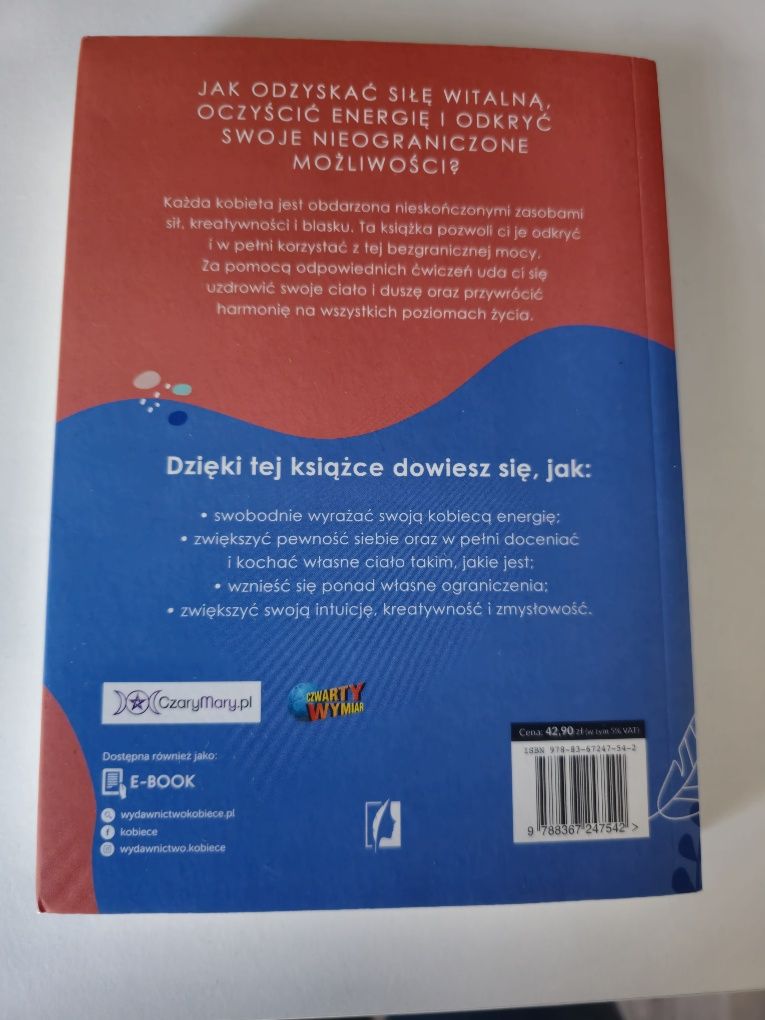 JAK ODZYSKAĆ SIŁĘ WITALNĄ,
OCZYŚCIĆ ENERGIĘ I ODKRYĆ
SWOJE NIEOGRANICZONE
MOŻLIWOŚCI?
Każda kobieta jest obdarzona nieskończonymi zasobami
sił, kreatywności i blasku. Ta książka pozwoli ci je odkryć
i w pełni korzystać z tej bezgranicznej mocy.
Za pomocą odpowiednich ćwiczeń uda ci się
uzdrowić swoje ciało i duszę oraz przywrócić
harmonię na wszystkich poziomach życia.
Dzięki tej książce dowiesz się, jak:
• swobodnie wyrażać swoją kobiecą energię;
• zwiększyć pewność siebie oraz w pełni doceniać
i kochać własne ciało takim, jakie jest;
• wznieść się ponad własne ograniczenia;
• zwiększyć swoją intuicję, kreatywność i zmysłowość.
CzaryMary.pl
CZWARTY
WYMIAR
Cena: 42,90 zł (w tym 5% VAT)
ISBN 978-83-67247-54-2
9 788367 247542 >
Dostępna również jako:
E-BOOK
wydawnictwokobiece.pl
kobiece
wydawnictwo.kobiece